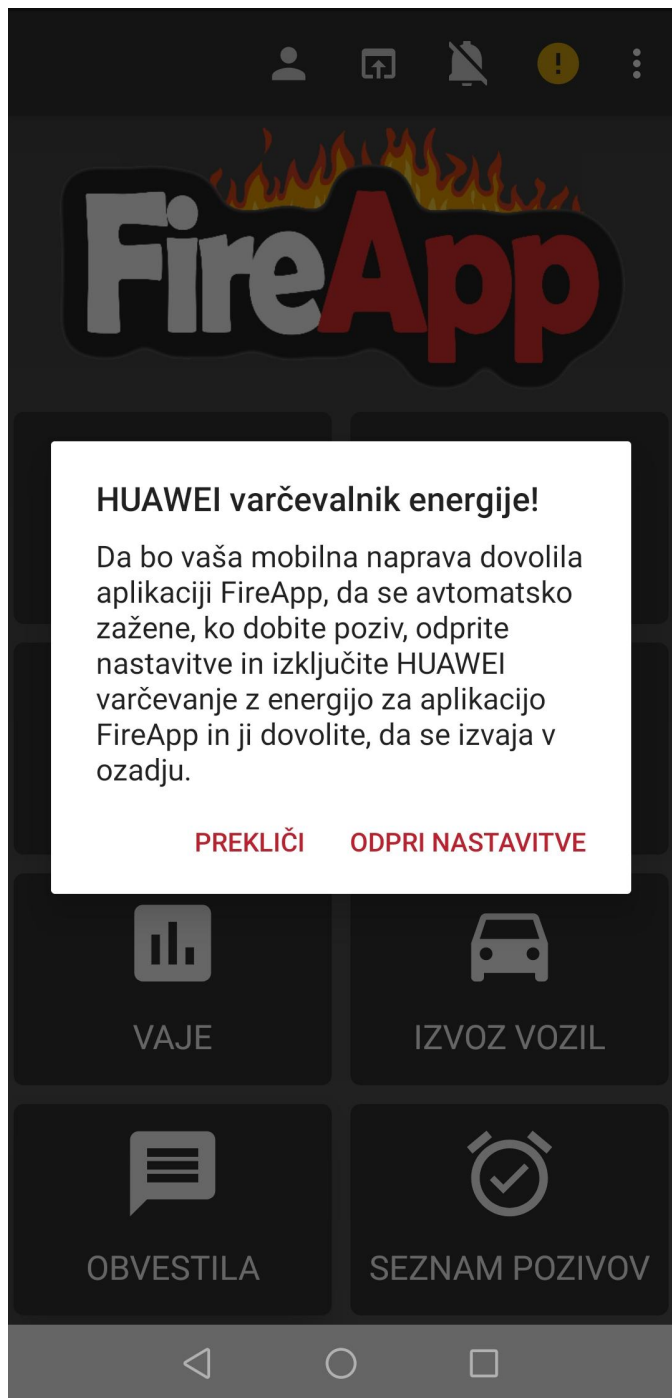 FireApp
HUAWEI varčevalnik energije!
Da bo vaša mobilna naprava dovolila
aplikaciji FireApp, da se avtomatsko
zažene, ko dobite poziv, odprite
nastavitve in izključite HUAWEI
varčevanje z energijo za aplikacijo
FireApp in ji dovolite, da se izvaja v
ozadju.
PREKLIČI ODPRI NASTAVITVE
VAJE IZVOZ VOZIL
OBVESTILA SEZNAM POZIVOV